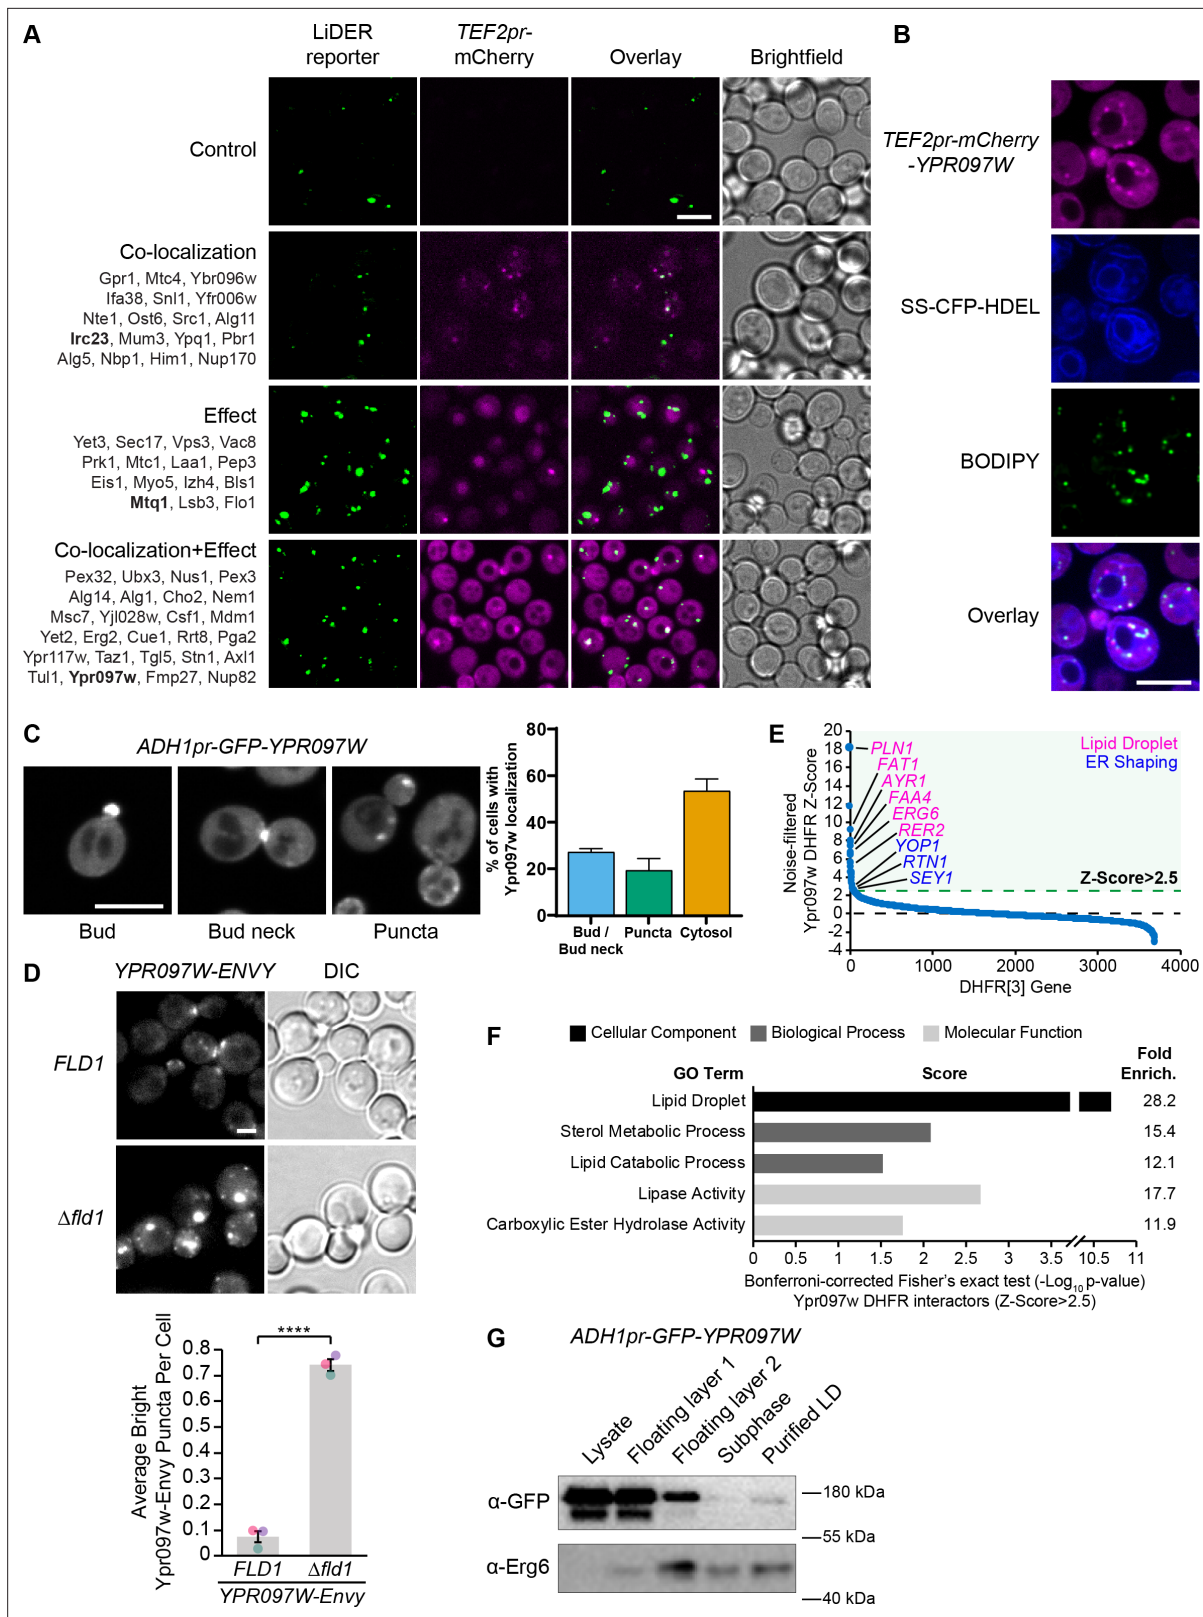 A
LiDER
reporter
TEF2pr-
mCherry
Overlay
Brightfield
Control
Co-localization
Gpr1, Mtc4, Ybr096w
Ifa38, Snl1, Yfr006w
Nte1, Ost6, Src1, Alg11
Irc23, Mum3, Ypq1, Pbr1
Alg5, Nbp1, Him1, Nup170
Effect
Yet3, Sec17, Vps3, Vac8
Prk1, Mtc1, Laa1, Pep3
Eis1, Myo5, Izh4, Bls1
Mtq1, Lsb3, Flo1
Co-localization+Effect
Pex32, Ubx3, Nus1, Pex3
Alg14, Alg1, Cho2, Nem1
Msc7, Yjl028w, Csf1, Mdm1
Yet2, Erg2, Cue1, Rrt8, Pga2
Ypr117w, Taz1, Tgl5, Stn1, Axl1
Tul1, Ypr097w, Fmp27, Nup82
B
TEF2pr-mCherry
-YPR097W
SS-CFP-HDEL
BODIPY
Overlay
C
ADH1pr-GFP-YPR097W
Bud
Bud neck
Puncta
% of cells with
Ypr097w localization
80
60
40
20
0
Bud /
Bud neck
Puncta
Cytosol
E
Noise-filtered
Ypr097w DHFR Z-Score
20
18
16
14
12
10
8
6
4
2
0
-2
-4
PLN1
FAT1
AYR1
FAA4
ERG6
RER2
YOP1
RTN1
SEY1
Lipid Droplet
ER Shaping
Z-Score>2.5
0
1000
2000
3000
4000
DHFR[3] Gene
D
YPR097W-ENVY
DIC
FLD1
Δfld1
****
Average Bright
Ypr097w-Envy Puncta Per Cell
0.8
0.7
0.6
0.5
0.4
0.3
0.2
0.1
0
FLD1
Δfld1
YPR097W-Envy
F
Cellular Component
Biological Process
Molecular Function
GO Term
Score
Fold
Enrich.
Lipid Droplet
28.2
Sterol Metabolic Process
15.4
Lipid Catabolic Process
12.1
Lipase Activity
17.7
Carboxylic Ester Hydrolase Activity
11.9
0
0.5
1
1.5
2
2.5
3
3.5
10.5
11
Bonferroni-corrected Fisher's exact test (-Log10 p-value)
Ypr097w DHFR interactors (Z-Score>2.5)
G
ADH1pr-GFP-YPR097W
Lysate
Floating layer 1
Floating layer 2
Subphase
Purified LD
α-GFP
180 kDa
55 kDa
α-Erg6
40 kDa